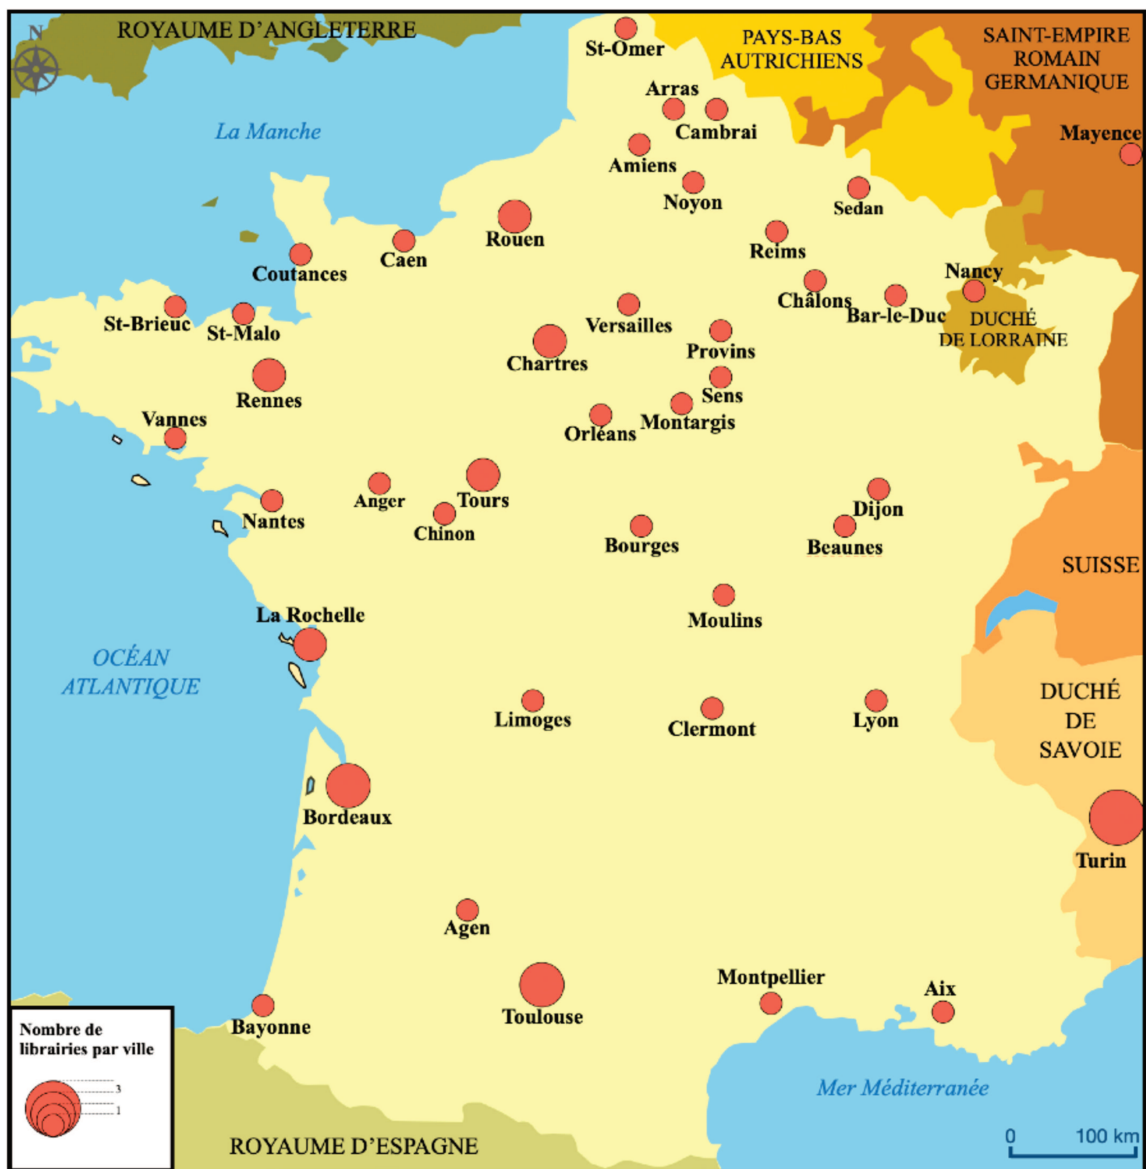 N
ROYAUME D'ANGLETERRE
St-Omer
PAYS-BAS
AUTRICHIENS
SAINT-EMPIRE
ROMAIN
GERMANIQUE
Arras
Cambrai
La Manche
Mayence
Amiens
Noyon
Sedan
Rouen
Reims
Caen
Coutances
Châlons
Nancy
Bar-le-Duc
St-Brieuc
St-Malo
Versailles
DUCHÉ
DE LORRAINE
Provins
Chartres
Rennes
Sens
Montargis
Orléans
Vannes
Anger
Tours
Nantes
Chinon
Dijon
Bourges
Beaunes
SUISSE
La Rochelle
Moulins
OCÉAN
ATLANTIQUE
Limoges
Clermont
Lyon
DUCHÉ
DE
SAVOIE
Bordeaux
Turin
Agen
Montpellier
Aix
Toulouse
Bayonne
Nombre de
librairies par ville
3
1
Mer Méditerranée
ROYAUME D'ESPAGNE
0 100 km